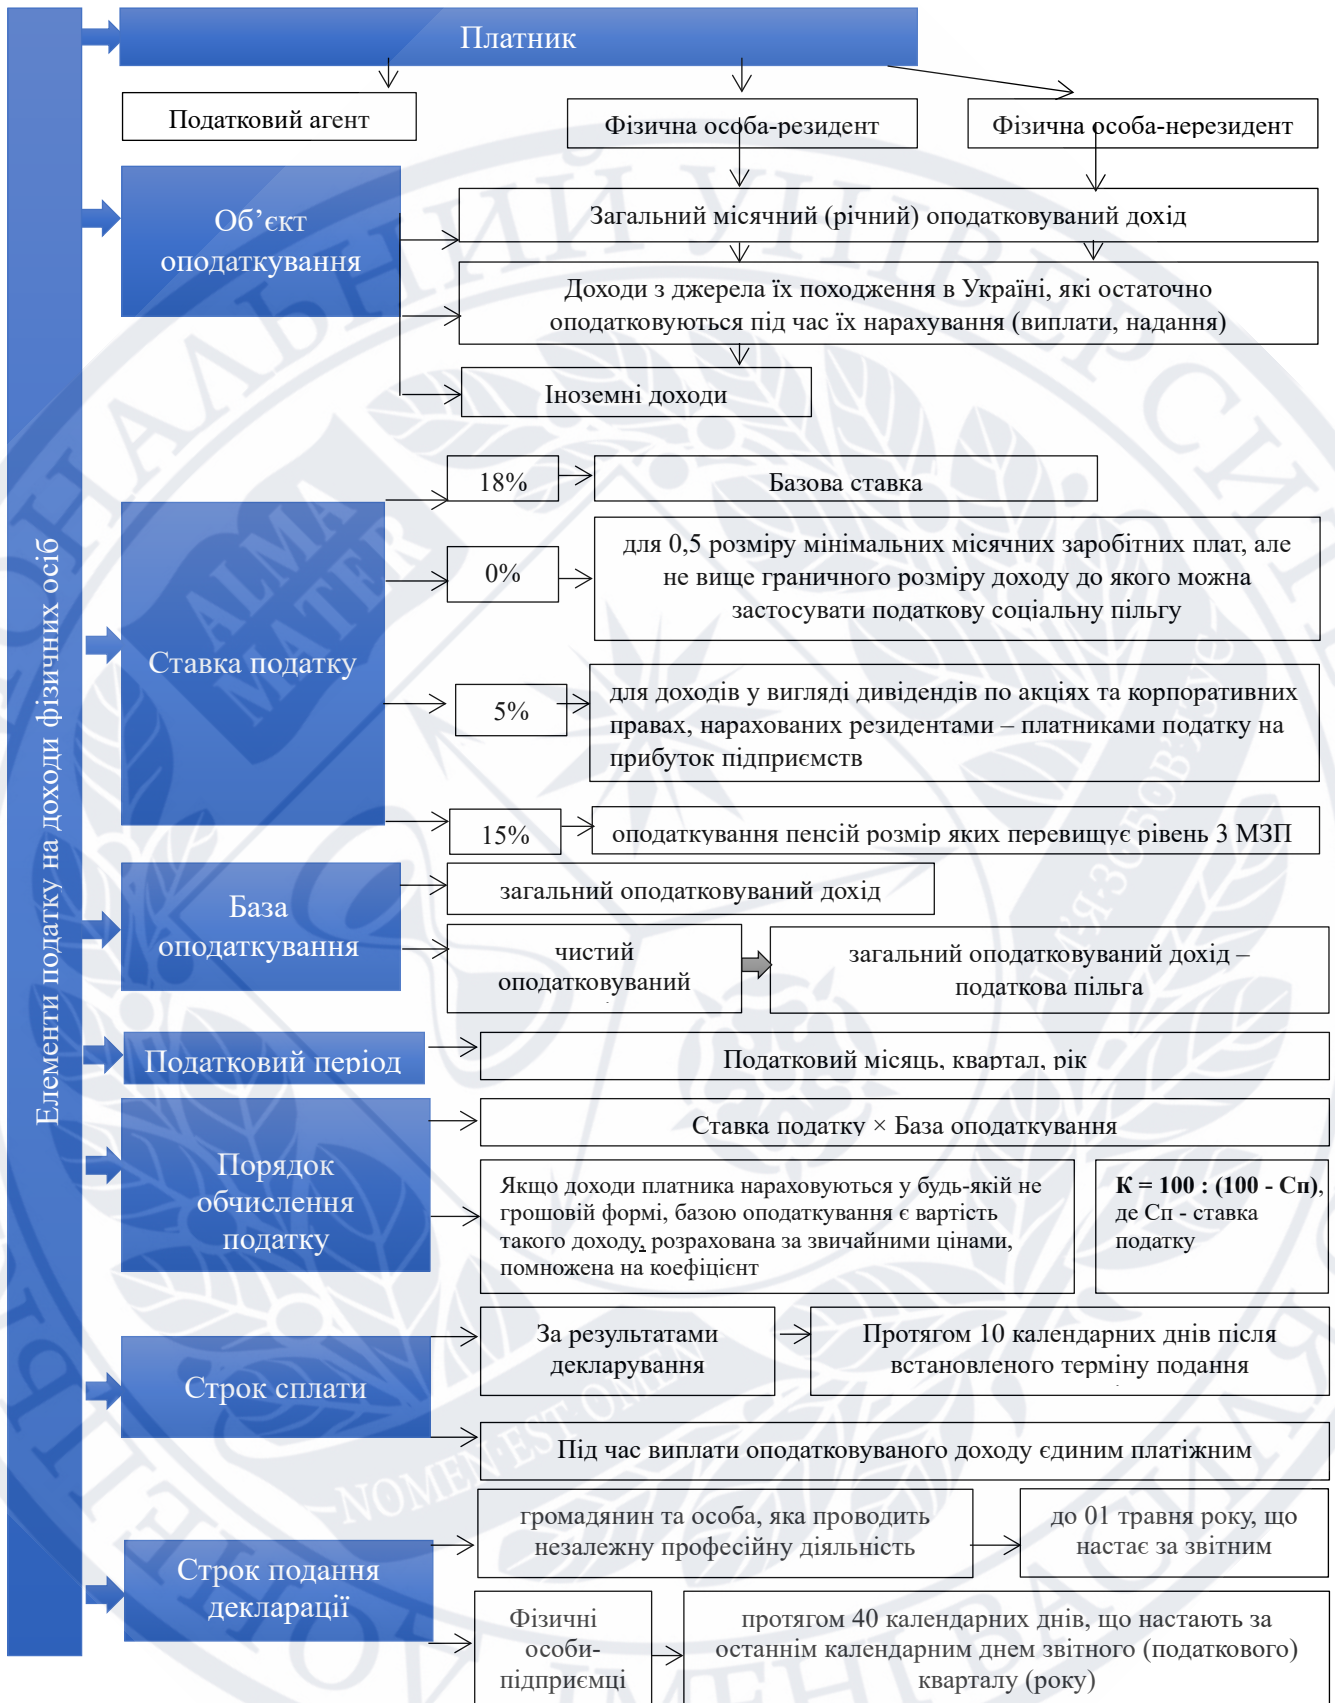 Елементи податку на доходи фізичних осіб
Платник
Податковий агент
Фізична особа-резидент
Фізична особа-нерезидент
Об’єкт
оподаткування
Загальний місячний (річний) оподатковуваний дохід
Доходи з джерела їх походження в Україні, які остаточно
оподатковуються під час їх нарахування (виплати, надання)
Іноземні доходи
Ставка податку
18%
Базова ставка
0%
для 0,5 розміру мінімальних місячних заробітних плат, але
не вище граничного розміру доходу до якого можна
застосувати податкову соціальну пільгу
5%
для доходів у вигляді дивідендів по акціях та корпоративних
правах, нарахованих резидентами – платниками податку на
прибуток підприємств
15%
оподаткування пенсій розмір яких перевищує рівень 3 МЗП
База
оподаткування
загальний оподатковуваний дохід
чистий
оподатковуваний
загальний оподатковуваний дохід –
податкова пільга
Податковий період
Податковий місяць, квартал, рік
Порядок
обчислення
податку
Ставка податку × База оподаткування
Якщо доходи платника нараховуються у будь-якій не
грошовій формі, базою оподаткування є вартість
такого доходу, розрахована за звичайними цінами,
помножена на коефіцієнт
К = 100 : (100 - Сп),
де Сп - ставка
податку
Строк сплати
За результатами
декларування
Протягом 10 календарних днів після
встановленого терміну подання
Під час виплати оподатковуваного доходу єдиним платіжним
Строк подання
декларації
громадянин та особа, яка проводить
незалежну професійну діяльність
до 01 травня року, що
настає за звітним
Фізичні
особи-
підприємці
протягом 40 календарних днів, що настають за
останнім календарним днем звітного (податкового)
кварталу (року)
ALMA
MATER
NOMEN EST OMEN